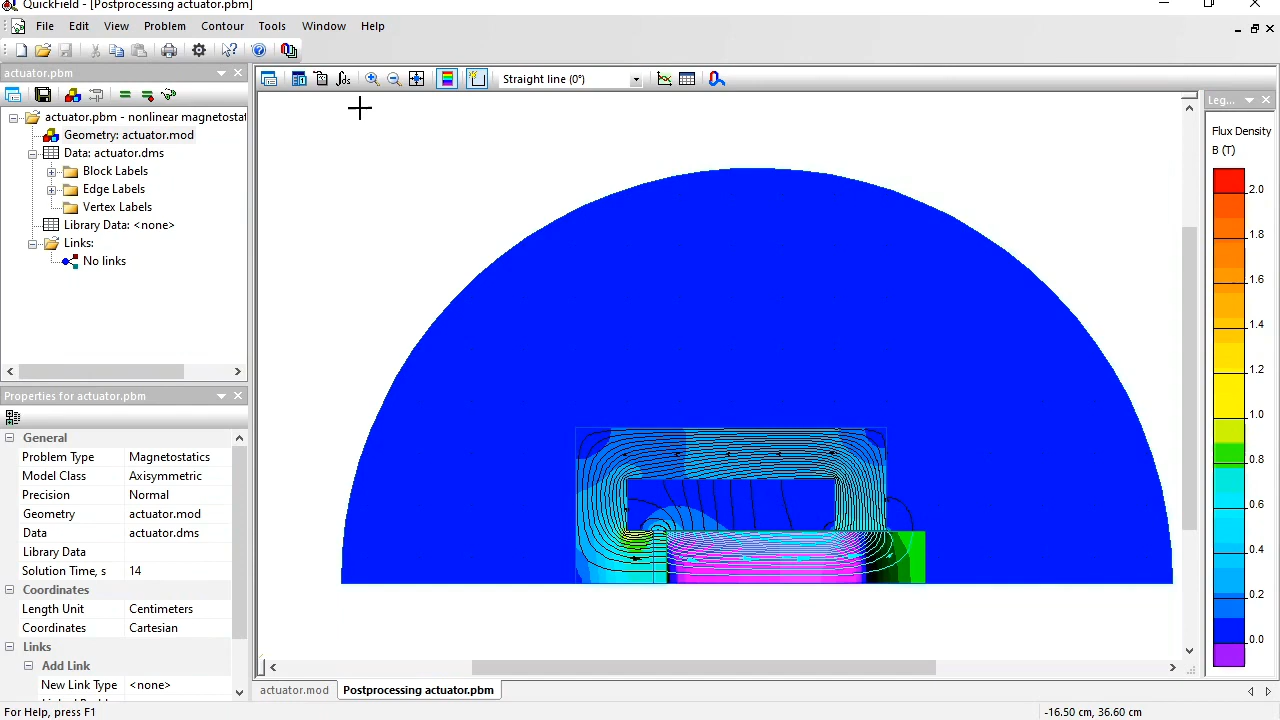 QuickField - [Postprocessing actuator.pbm]
File Edit View Problem Contour Tools Window Help
actuator.pbm
actuator.pbm - nonlinear magnetostat
Geometry: actuator.mod
Data: actuator.dms
Block Labels
Edge Labels
Vertex Labels
Library Data: <none>
Links:
No links
Properties for actuator.pbm
General
Problem Type Magnetostatics
Model Class Axisymmetric
Precision Normal
Geometry actuator.mod
Data actuator.dms
Library Data
Solution Time, s 14
Coordinates
Length Unit Centimeters
Coordinates Cartesian
Links
Add Link
New Link Type <none>
Straight line (0°)
Leg...
Flux Density
B (T)
2.0
1.8
1.6
1.4
1.2
1.0
0.8
0.6
0.4
0.2
0.0
actuator.mod Postprocessing actuator.pbm
For Help, press F1 -16.50 cm, 36.60 cm